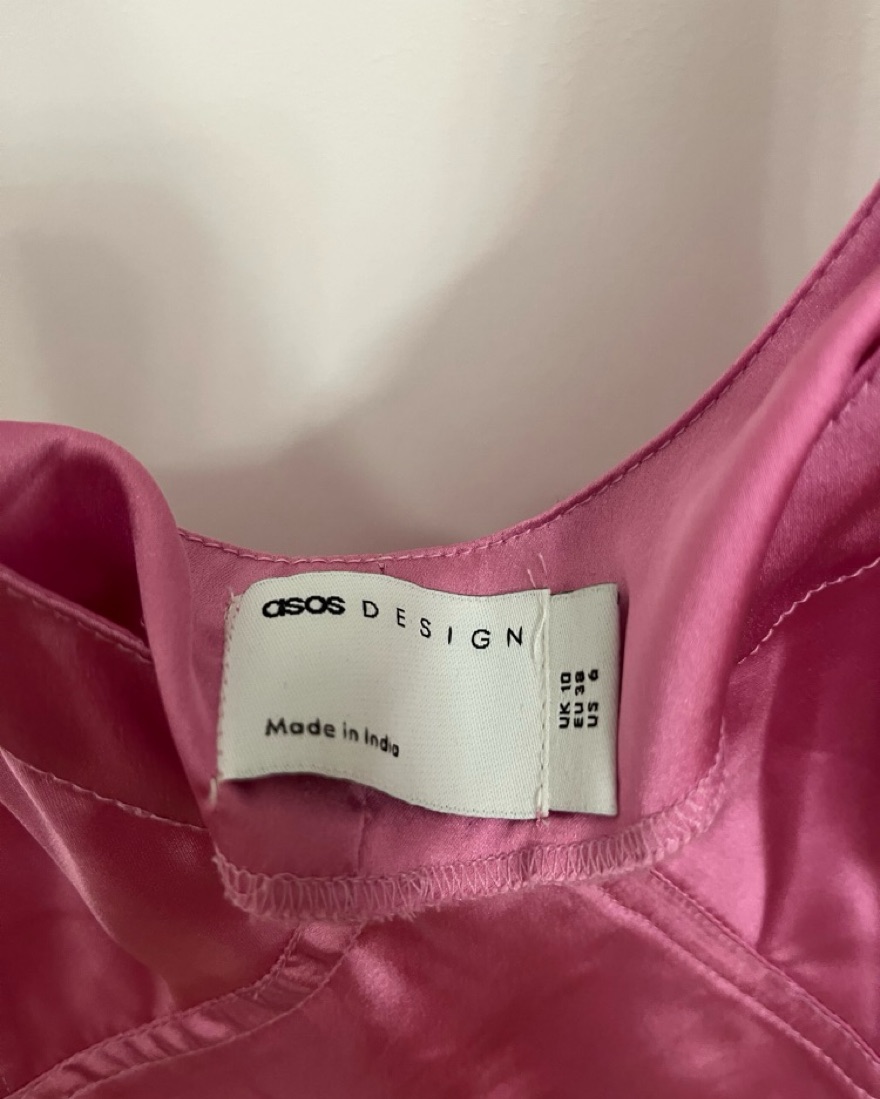 asos DESIGN
Made in India
UK 10
EU 38
US 6